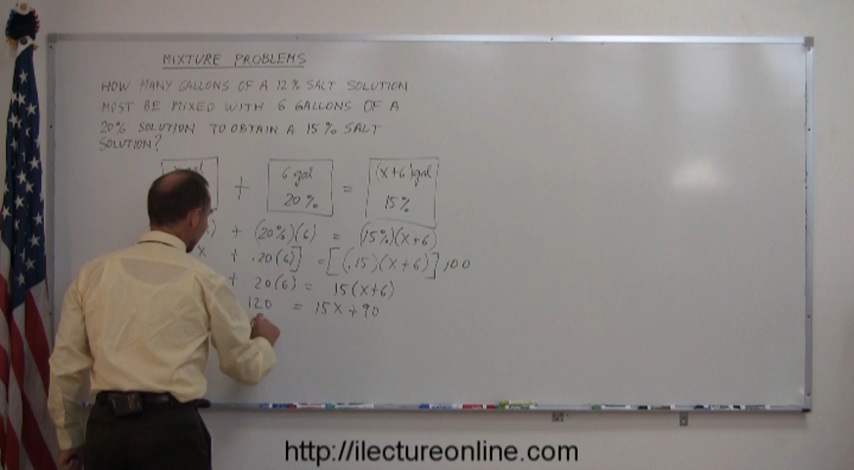 MIXTURE PROBLEMS
HOW MANY GALLONS OF A 12% SALT SOLUTION
MUST BE MIXED WITH 6 GALLONS OF A
20% SOLUTION TO OBTAIN A 15% SALT
SOLUTION?
+ 6 gal = (x+6)gal
20% 15%
) + (20%)(6) = (15%)(x+6)
x + .20(6)] = [(.15)(x+6)]100
+ 20(6) = 15(x+6)
120 = 15x+90
http://ilectureonline.com